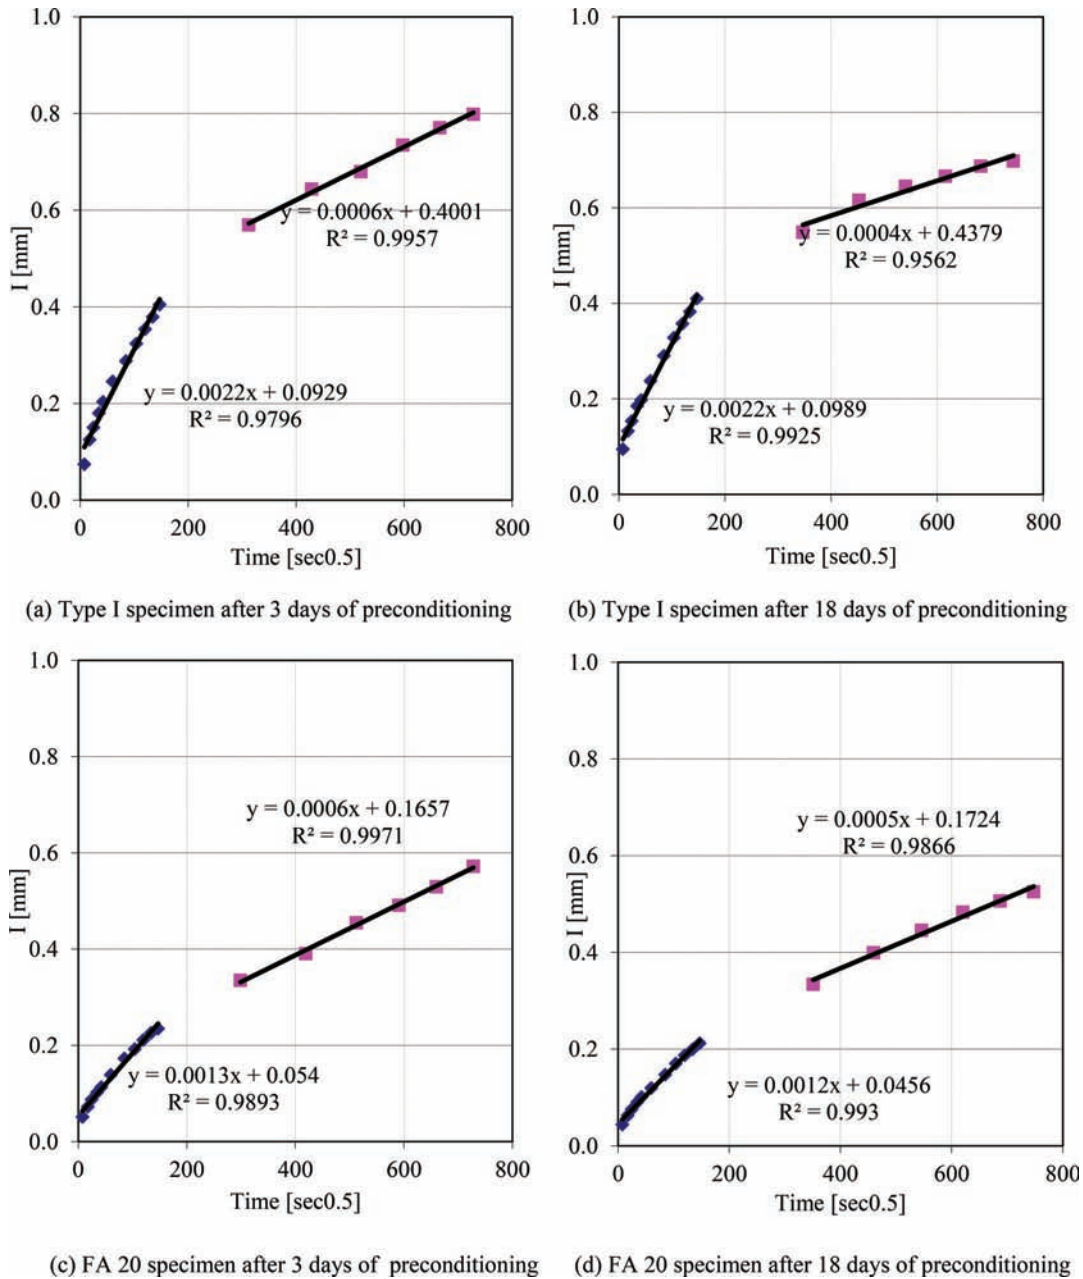 1.0
0.8
0.6
0.4
0.2
0.0
I [mm]
y = 0.0006x + 0.4001
R² = 0.9957
y = 0.0022x + 0.0929
R² = 0.9796
0 200 400 600 800
Time [sec0.5]
(a) Type I specimen after 3 days of preconditioning
1.0
0.8
0.6
0.4
0.2
0.0
I [mm]
y = 0.0004x + 0.4379
R² = 0.9562
y = 0.0022x + 0.0989
R² = 0.9925
0 200 400 600 800
Time [sec0.5]
(b) Type I specimen after 18 days of preconditioning
1.0
0.8
0.6
0.4
0.2
0.0
I [mm]
y = 0.0006x + 0.1657
R² = 0.9971
y = 0.0013x + 0.054
R² = 0.9893
0 200 400 600 800
Time [sec0.5]
(c) FA 20 specimen after 3 days of preconditioning
1.0
0.8
0.6
0.4
0.2
0.0
I [mm]
y = 0.0005x + 0.1724
R² = 0.9866
y = 0.0012x + 0.0456
R² = 0.993
0 200 400 600 800
Time [sec0.5]
(d) FA 20 specimen after 18 days of preconditioning